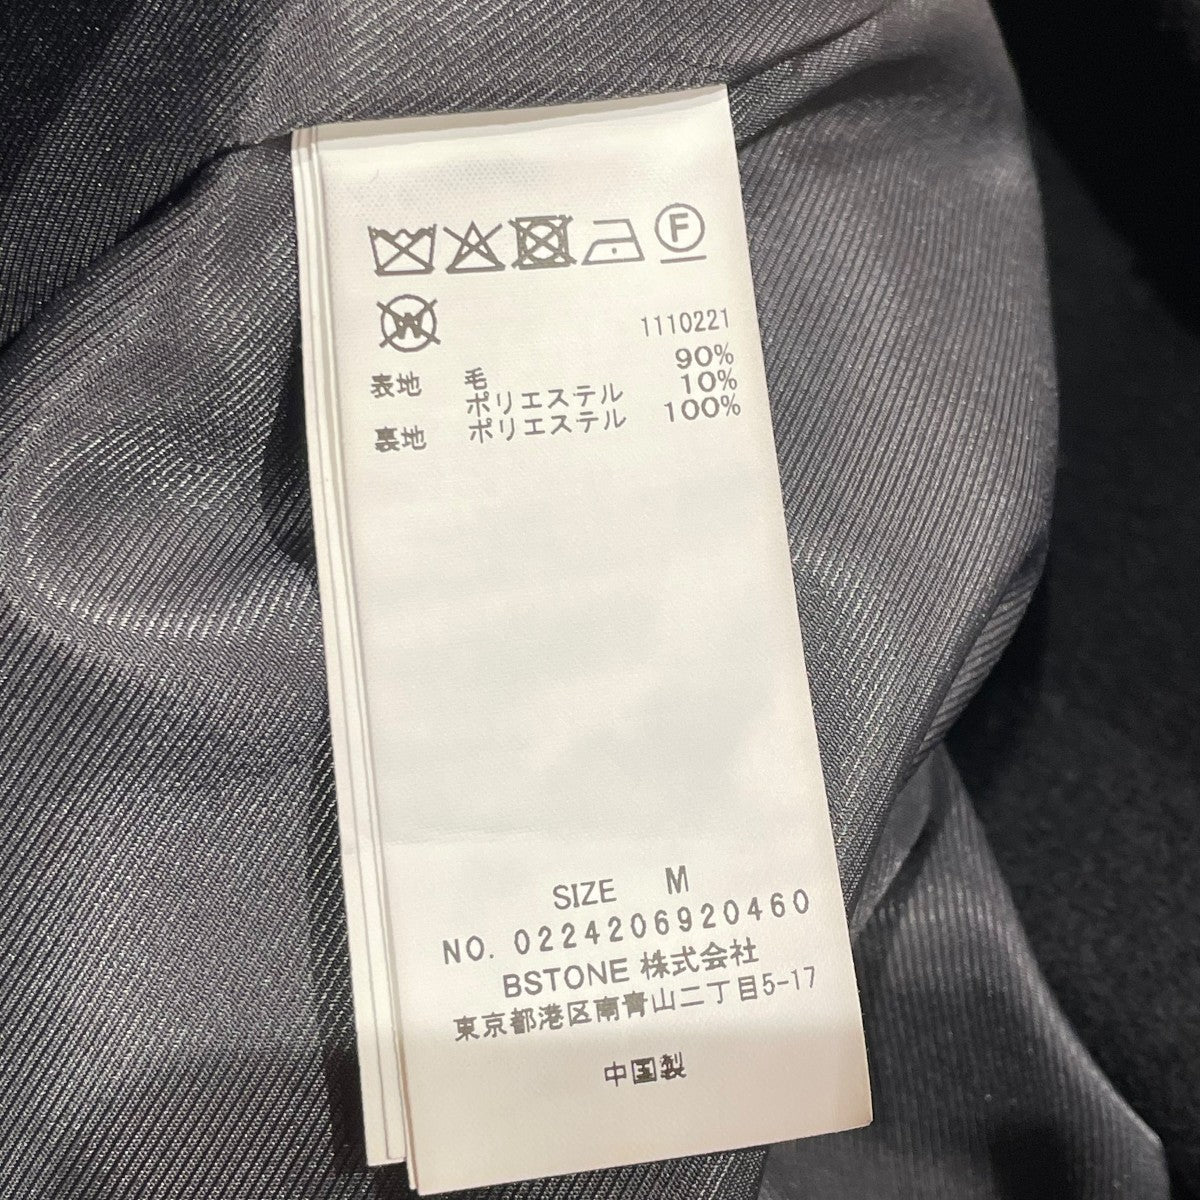 F
W
1110221
表地 毛 90%
ポリエステル 10%
裏地 ポリエステル 100%
SIZE M
NO. 0224206920460
BSTONE 株式会社
東京都港区南青山二丁目5-17
中国製